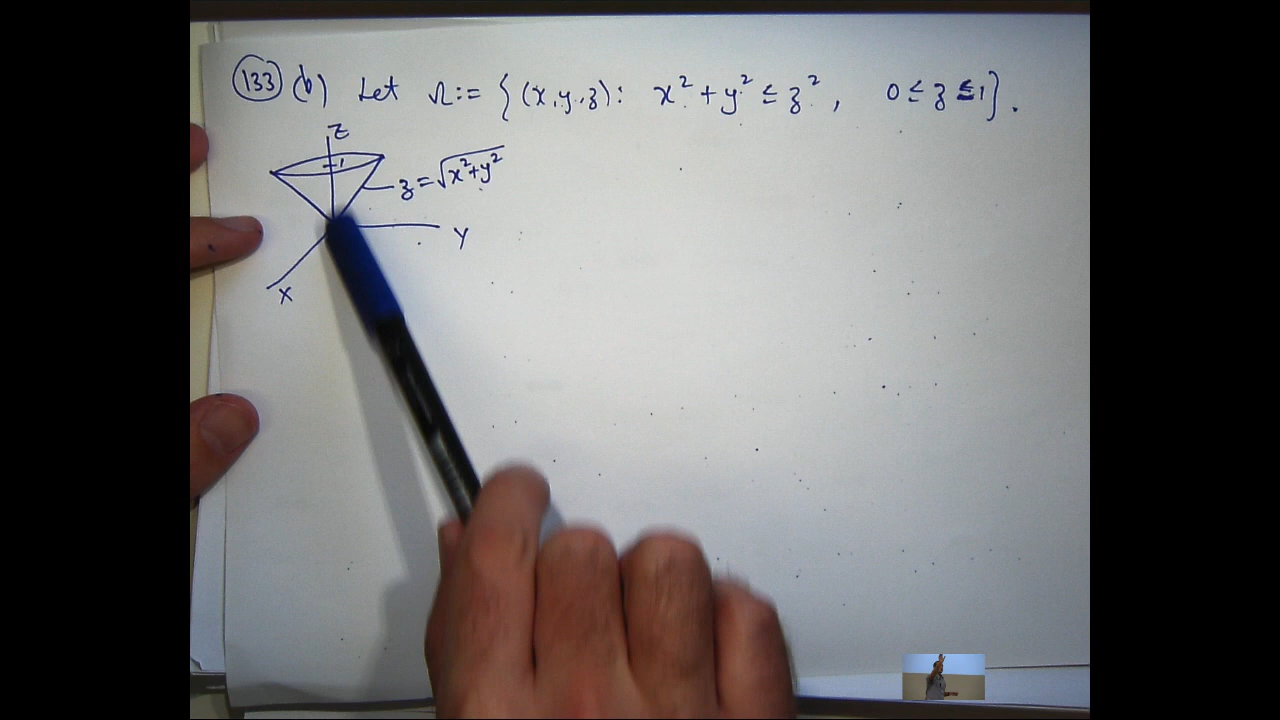 133 (b) Let Ω := {(x, y, z): x² + y² ≤ z², 0 ≤ z ≤ 1}.
z
1
z = √x²+y²
y
x